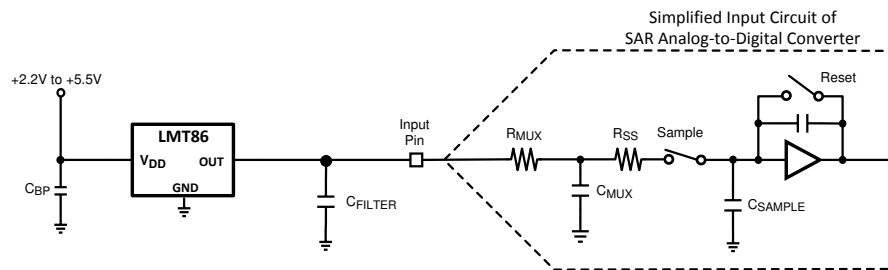 Simplified Input Circuit of
SAR Analog-to-Digital Converter
+2.2V to +5.5V
Reset
LMT86
Input
Pin
RMUX
RSS
Sample
VDD
OUT
GND
CBP
CFILTER
CMUX
CSAMPLE